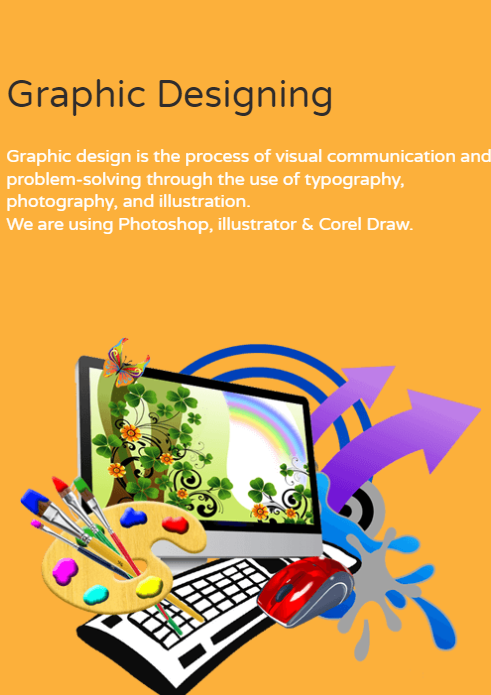 Graphic Designing
Graphic design is the process of visual communication and
problem-solving through the use of typography,
photography, and illustration.
We are using Photoshop, illustrator & Corel Draw.